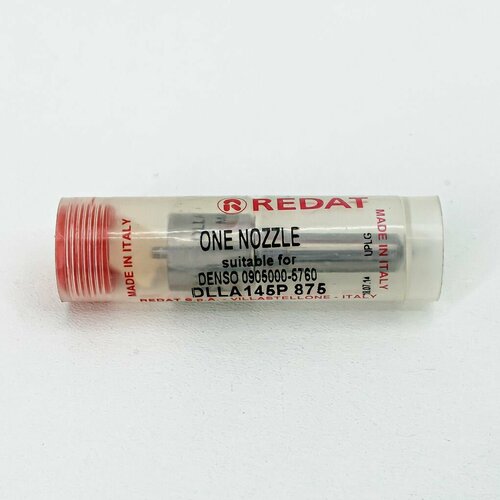 REDAT
ONE NOZZLE
suitable for
DENSO 0905000-5760
DLLA145P 875
REDAT S.p.A. - VILLASTELLONE - ITALY
MADE IN ITALY
MADE IN ITALY
UPLG